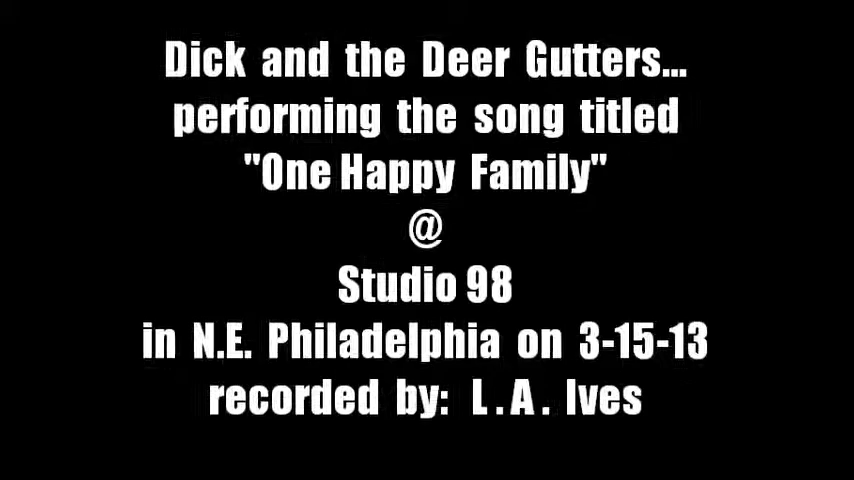 Dick and the Deer Gutters...
performing the song titled
"One Happy Family"
@
Studio 98
in N.E. Philadelphia on 3-15-13
recorded by: L.A. Ives